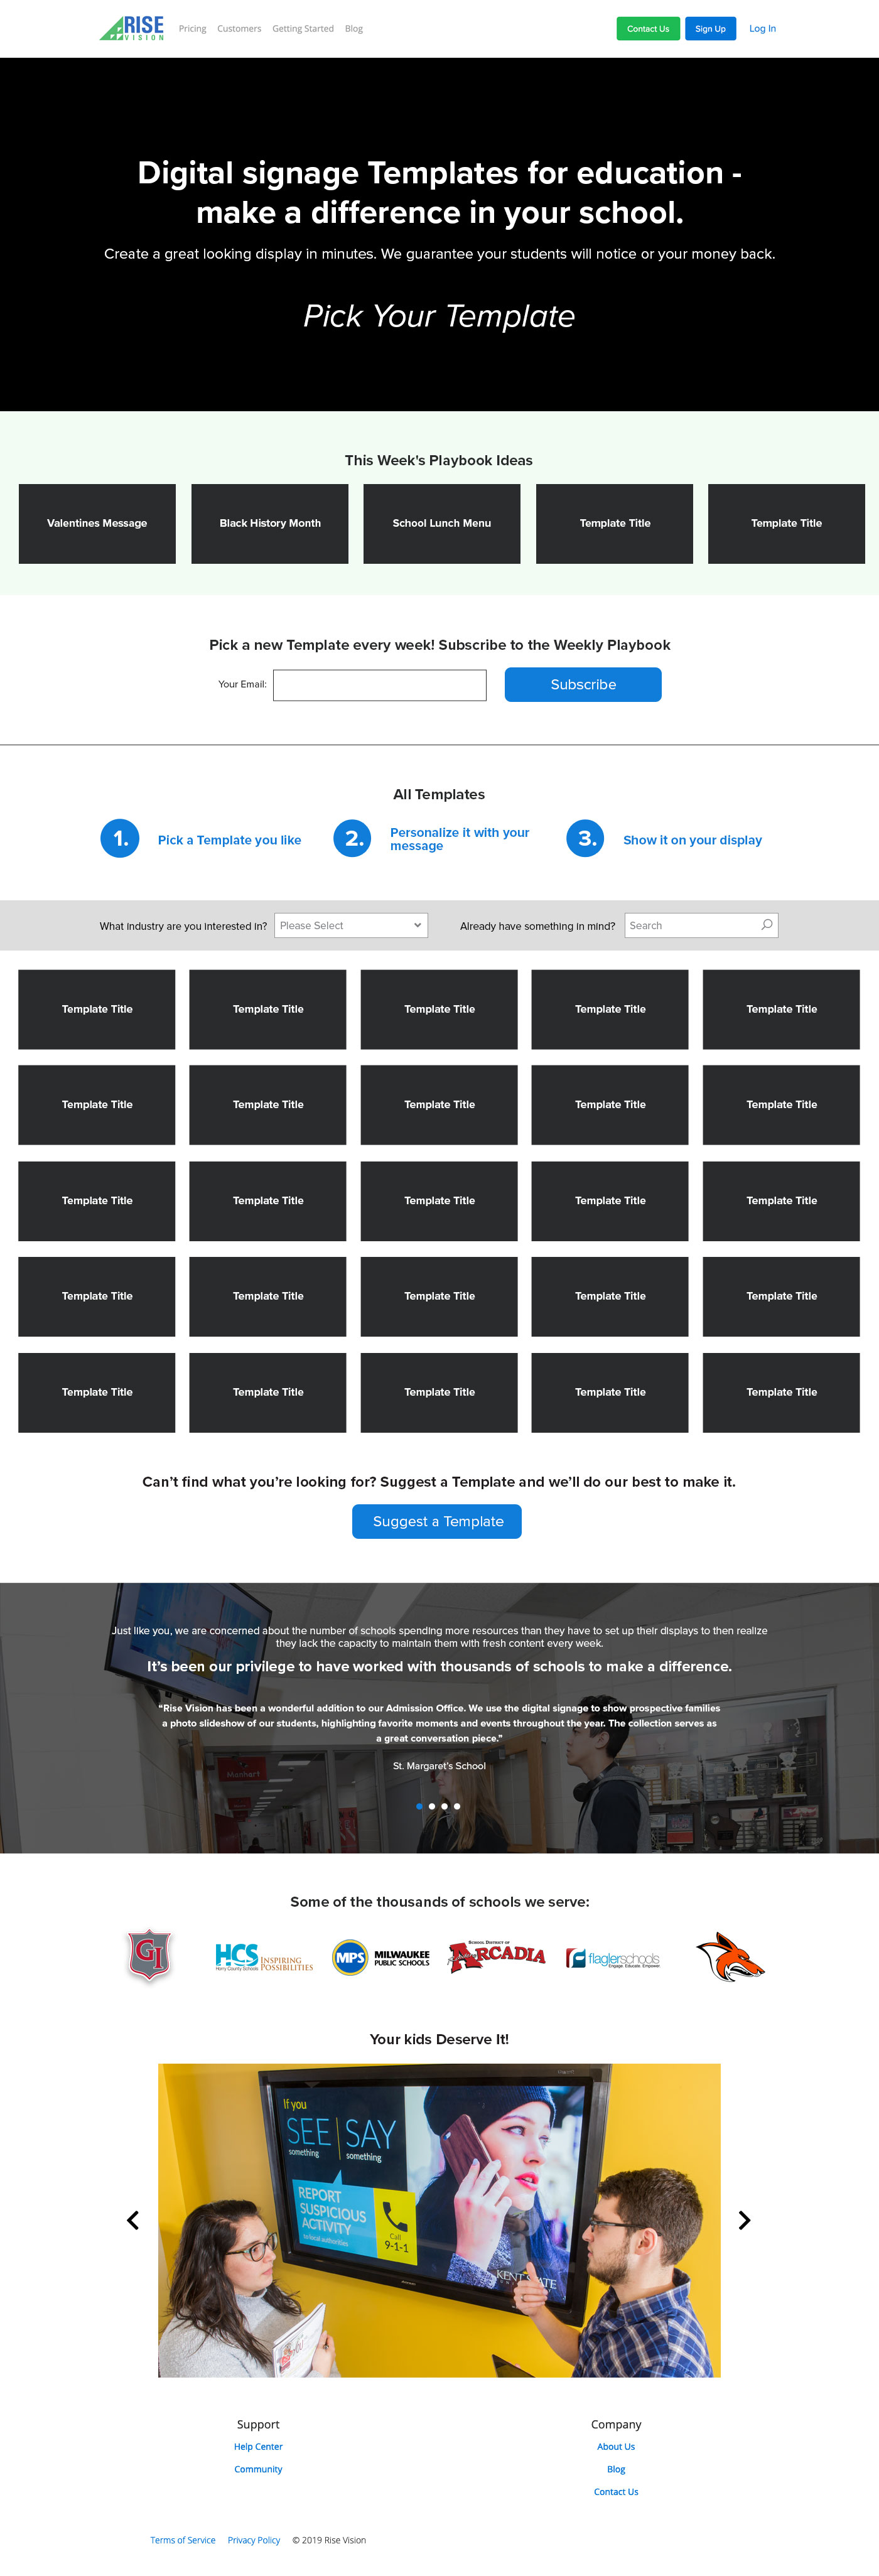 RISE
VISION
Pricing Customers Getting Started Blog
Contact Us Sign Up Log In
Digital signage Templates for education -
make a difference in your school.
Create a great looking display in minutes. We guarantee your students will notice or your money back.
Pick Your Template
This Week's Playbook Ideas
Valentines Message Black History Month School Lunch Menu Template Title Template Title
Pick a new Template every week! Subscribe to the Weekly Playbook
Your Email: Subscribe
All Templates
1. Pick a Template you like
2. Personalize it with your
message
3. Show it on your display
What industry are you interested in? Please Select Already have something in mind? Search
Template Title Template Title Template Title Template Title Template Title
Template Title Template Title Template Title Template Title Template Title
Template Title Template Title Template Title Template Title Template Title
Template Title Template Title Template Title Template Title Template Title
Template Title Template Title Template Title Template Title Template Title
Can’t find what you’re looking for? Suggest a Template and we’ll do our best to make it.
Suggest a Template
Just like you, we are concerned about the number of schools spending more resources than they have to set up their displays to then realize
they lack the capacity to maintain them with fresh content every week.
It’s been our privilege to have worked with thousands of schools to make a difference.
“Rise Vision has been a wonderful addition to our Admission Office. We use the digital signage to show prospective families
a photo slideshow of our students, highlighting favorite moments and events throughout the year. The collection serves as
a great conversation piece.”
St. Margaret’s School
Some of the thousands of schools we serve:
GI
HCS
Horry County Schools
INSPIRING
POSSIBILITIES
MPS
MILWAUKEE
PUBLIC SCHOOLS
SCHOOL DISTRICT OF
ARCADIA
flaglerschools
Engage. Educate. Empower.
Your kids Deserve It!
If you
SEE SAY
something something
REPORT
SUSPICIOUS
ACTIVITY
to local authorities
Call
9-1-1
KENT STATE
Support
Help Center
Community
Company
About Us
Blog
Contact Us
Terms of Service Privacy Policy © 2019 Rise Vision